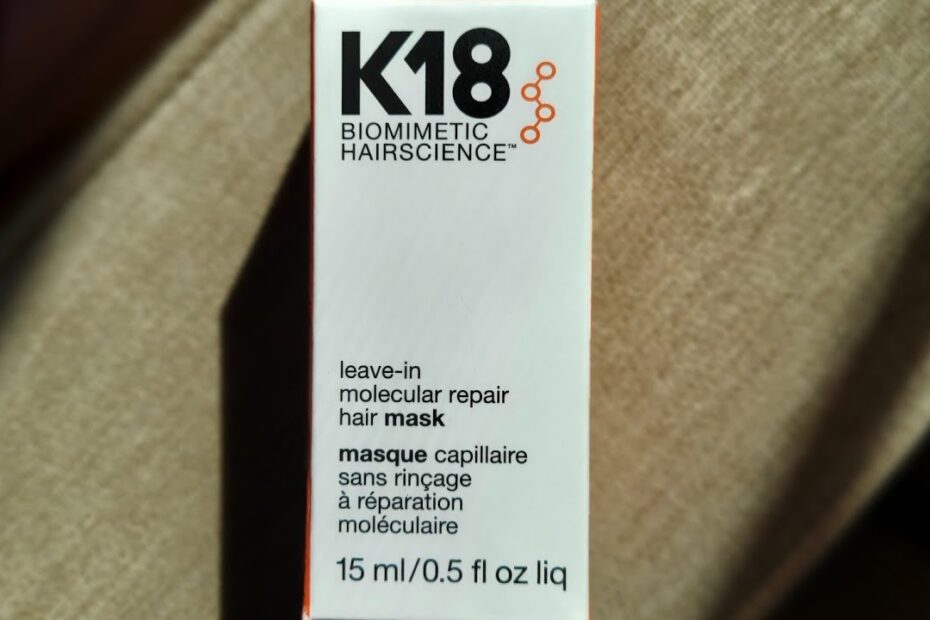 K18
BIOMIMETIC
HAIRSCIENCE™
leave-in
molecular repair
hair mask
masque capillaire
sans rinçage
à réparation
moléculaire
15 ml/0.5 fl oz liq